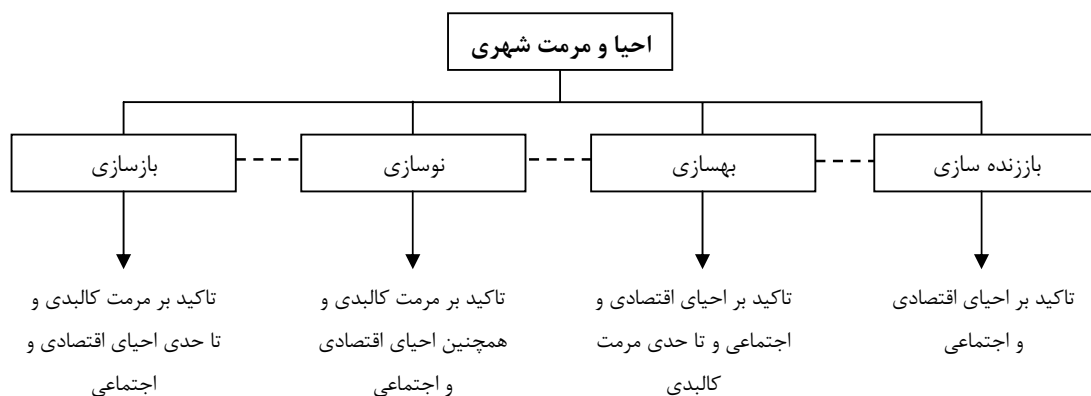 احیا و مرمت شهری
باززنده سازی
بهسازی
نوسازی
بازسازی
تاکید بر احیای اقتصادی
و اجتماعی
تاکید بر احیای اقتصادی و
اجتماعی و تا حدی مرمت
کالبدی
تاکید بر مرمت کالبدی و
همچنین احیای اقتصادی
و اجتماعی
تاکید بر مرمت کالبدی و
تا حدی احیای اقتصادی و
اجتماعی